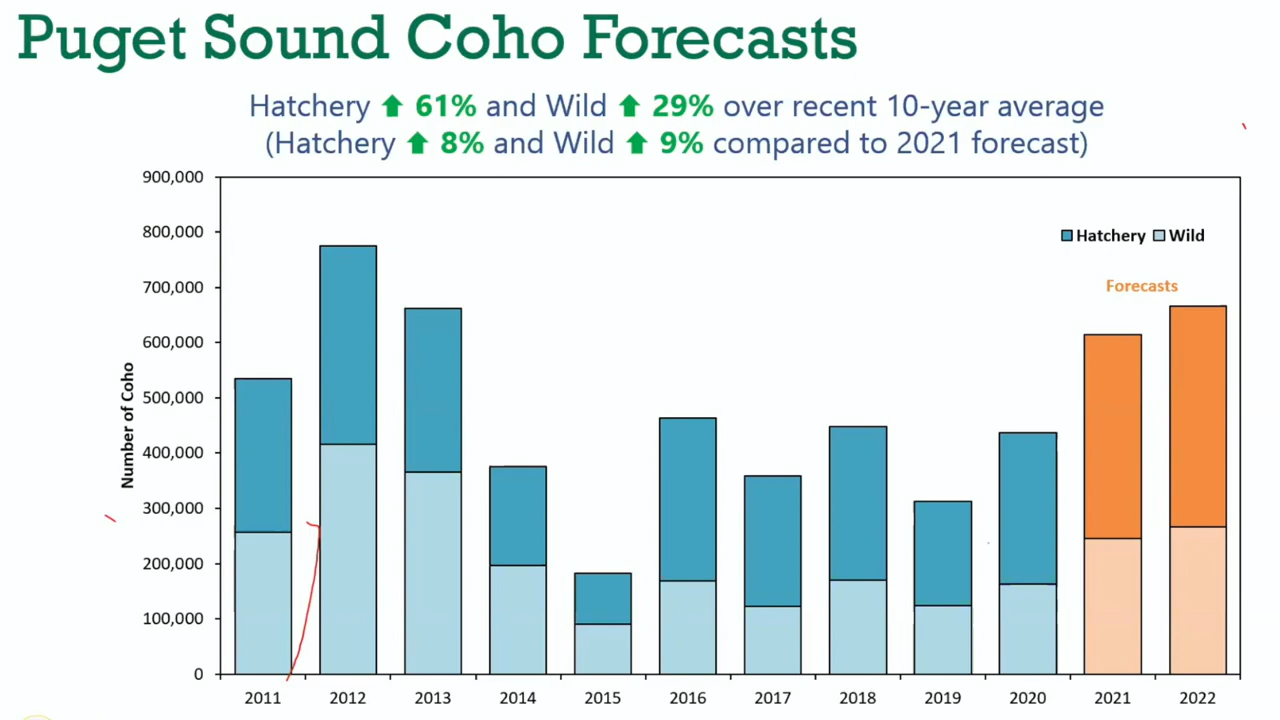 Puget Sound Coho Forecasts
Hatchery ⬆ 61% and Wild ⬆ 29% over recent 10-year average
(Hatchery ⬆ 8% and Wild ⬆ 9% compared to 2021 forecast)
900,000
800,000
700,000
600,000
500,000
400,000
300,000
200,000
100,000
0
Number of Coho
Hatchery Wild
Forecasts
2011 2012 2013 2014 2015 2016 2017 2018 2019 2020 2021 2022